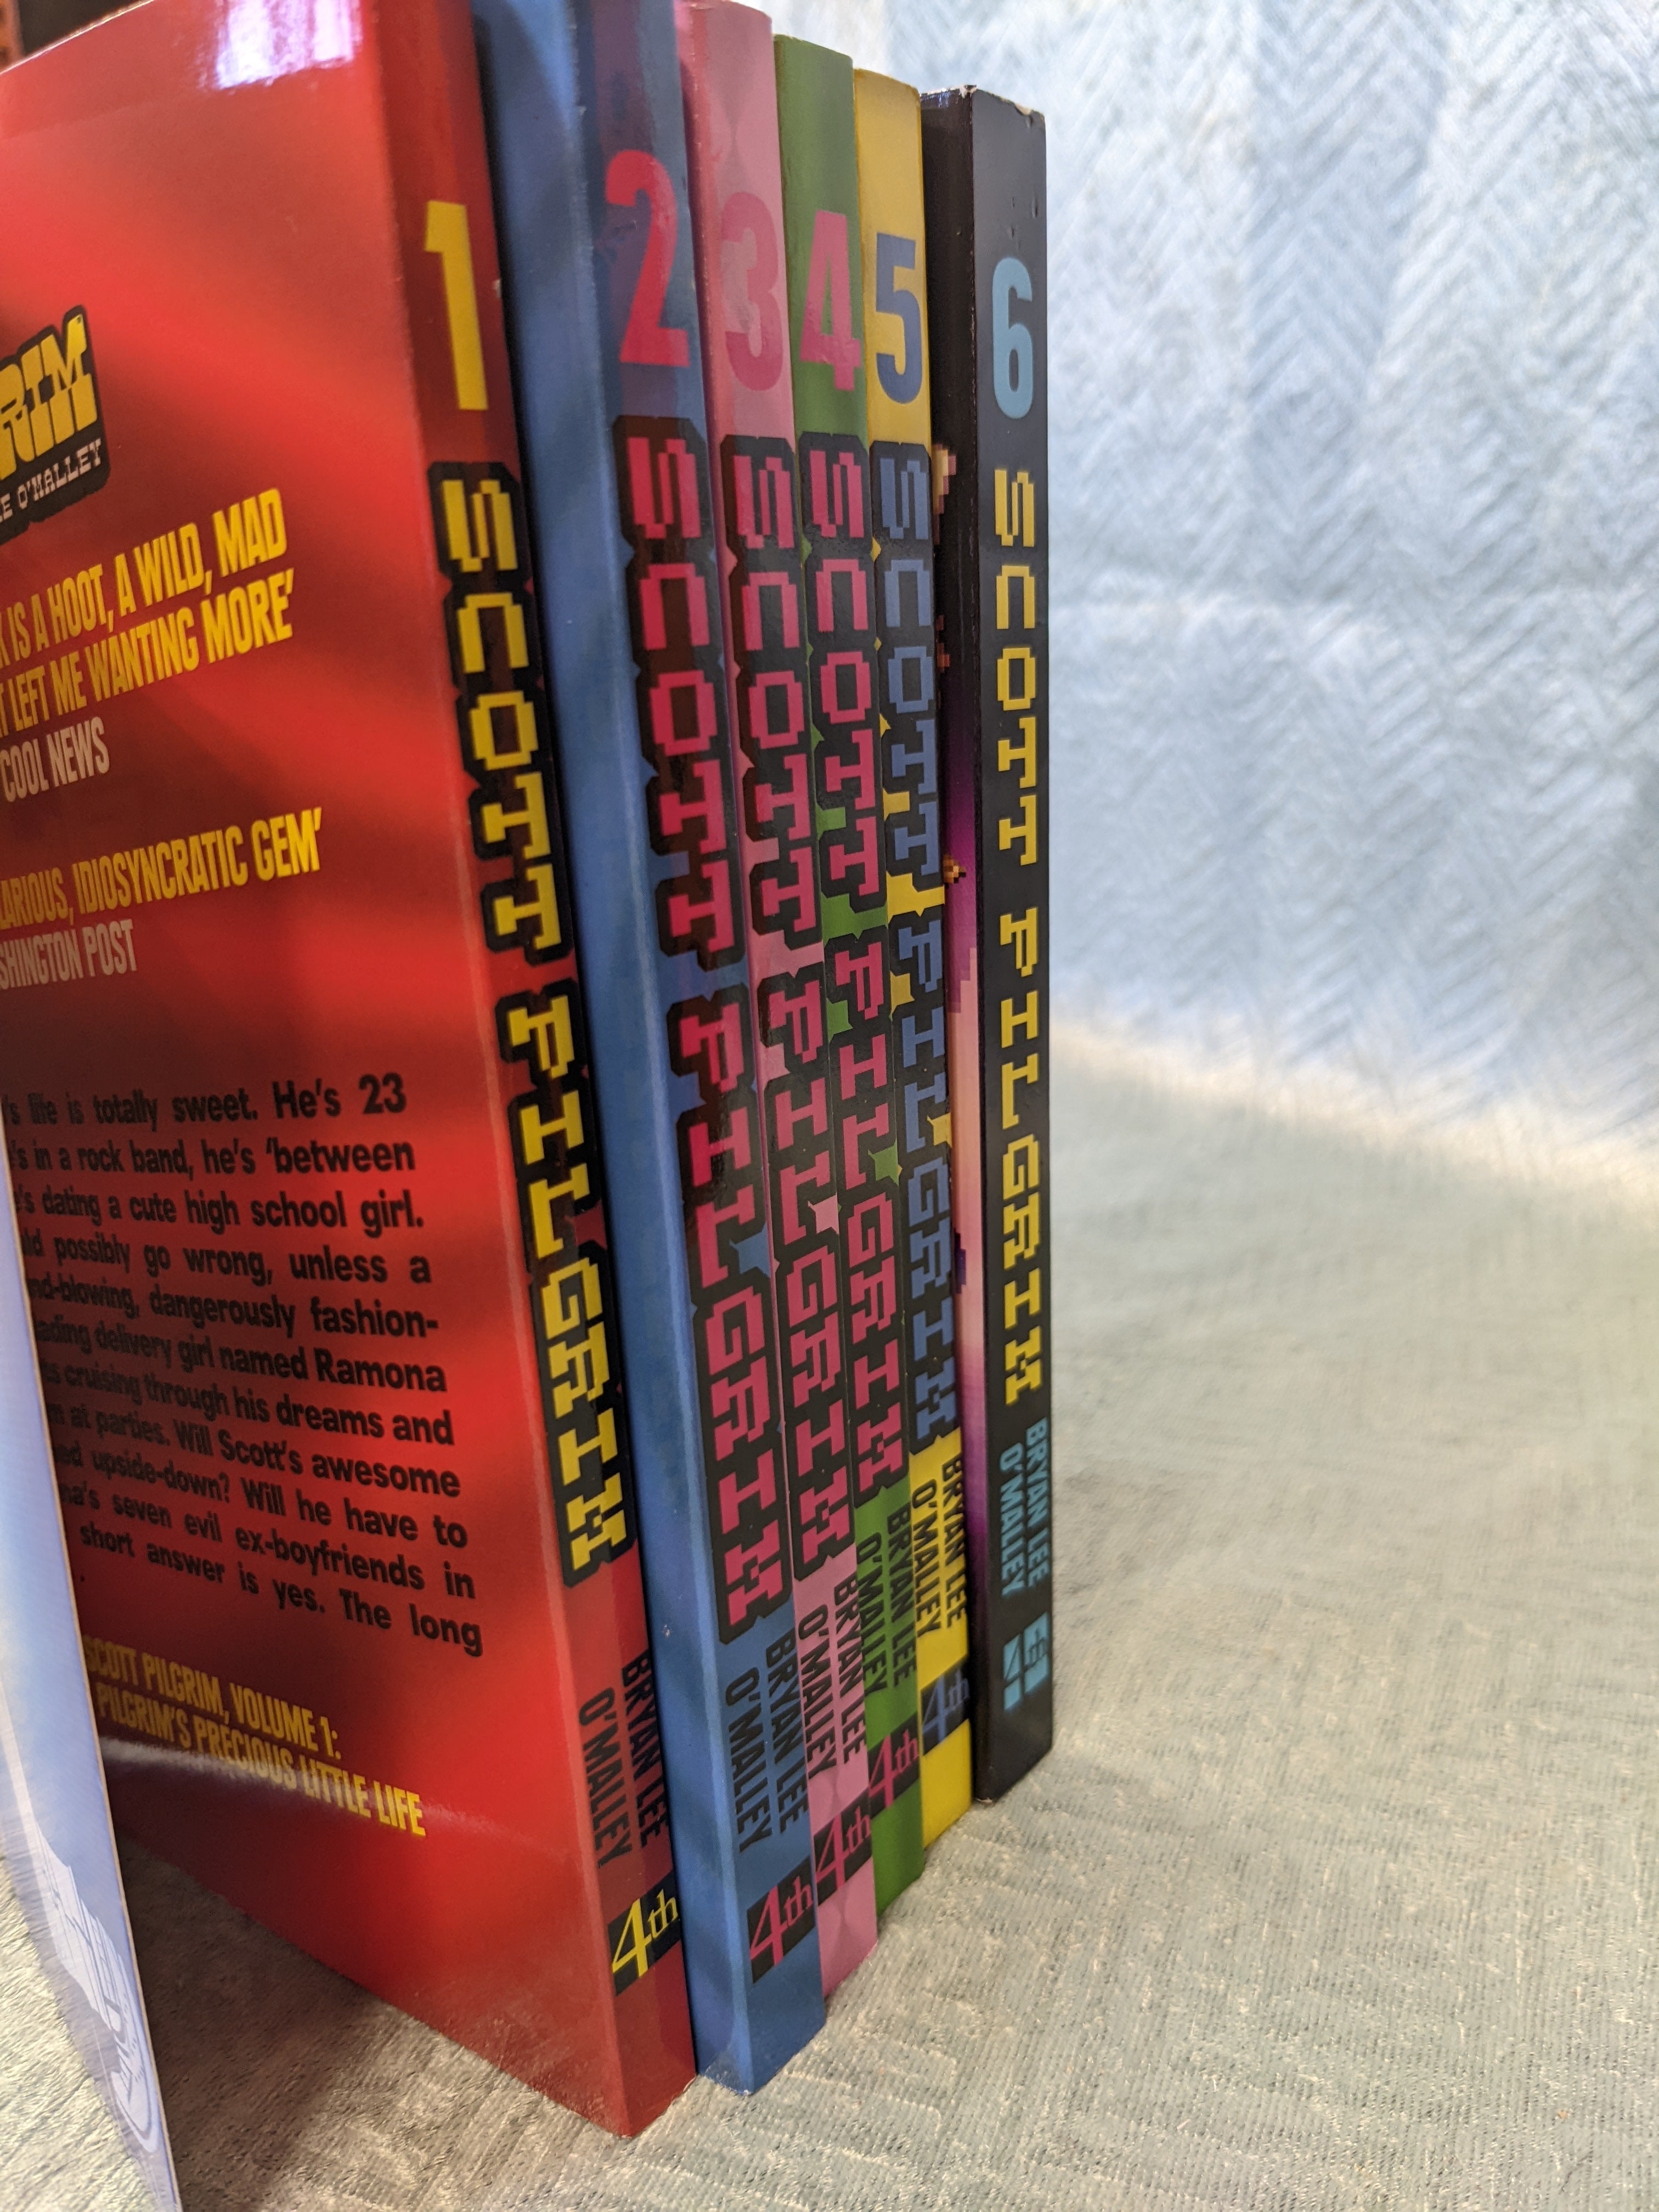 RIM
E O'MALLEY
IS A HOOT, A WILD, MAD
LEFT ME WANTING MORE'
COOL NEWS
IDIOSYNCRATIC GEM'
POST
life is totally sweet. He's 23
in a rock band, he's 'between
dating a cute high school girl.
possibly go wrong, unless a
dangerously fashion-
delivery girl named Ramona
cruising through his dreams and
at parties. Will Scott's awesome
upside-down? Will he have to
seven evil ex-boyfriends in
short answer is yes. The long
SCOTT PILGRIM, VOLUME 1:
PILGRIM'S PRECIOUS LITTLE LIFE
1
SCOTT PILGRIM
BRYAN LEE
O'MALLEY
4th
2
SCOTT PILGRIM
BRYAN LEE
O'MALLEY
4th
3
SCOTT PILGRIM
BRYAN LEE
O'MALLEY
4th
4
SCOTT PILGRIM
BRYAN LEE
O'MALLEY
4th
5
SCOTT PILGRIM
BRYAN LEE
O'MALLEY
4th
6
SCOTT PILGRIM
BRYAN LEE
O'MALLEY
4th